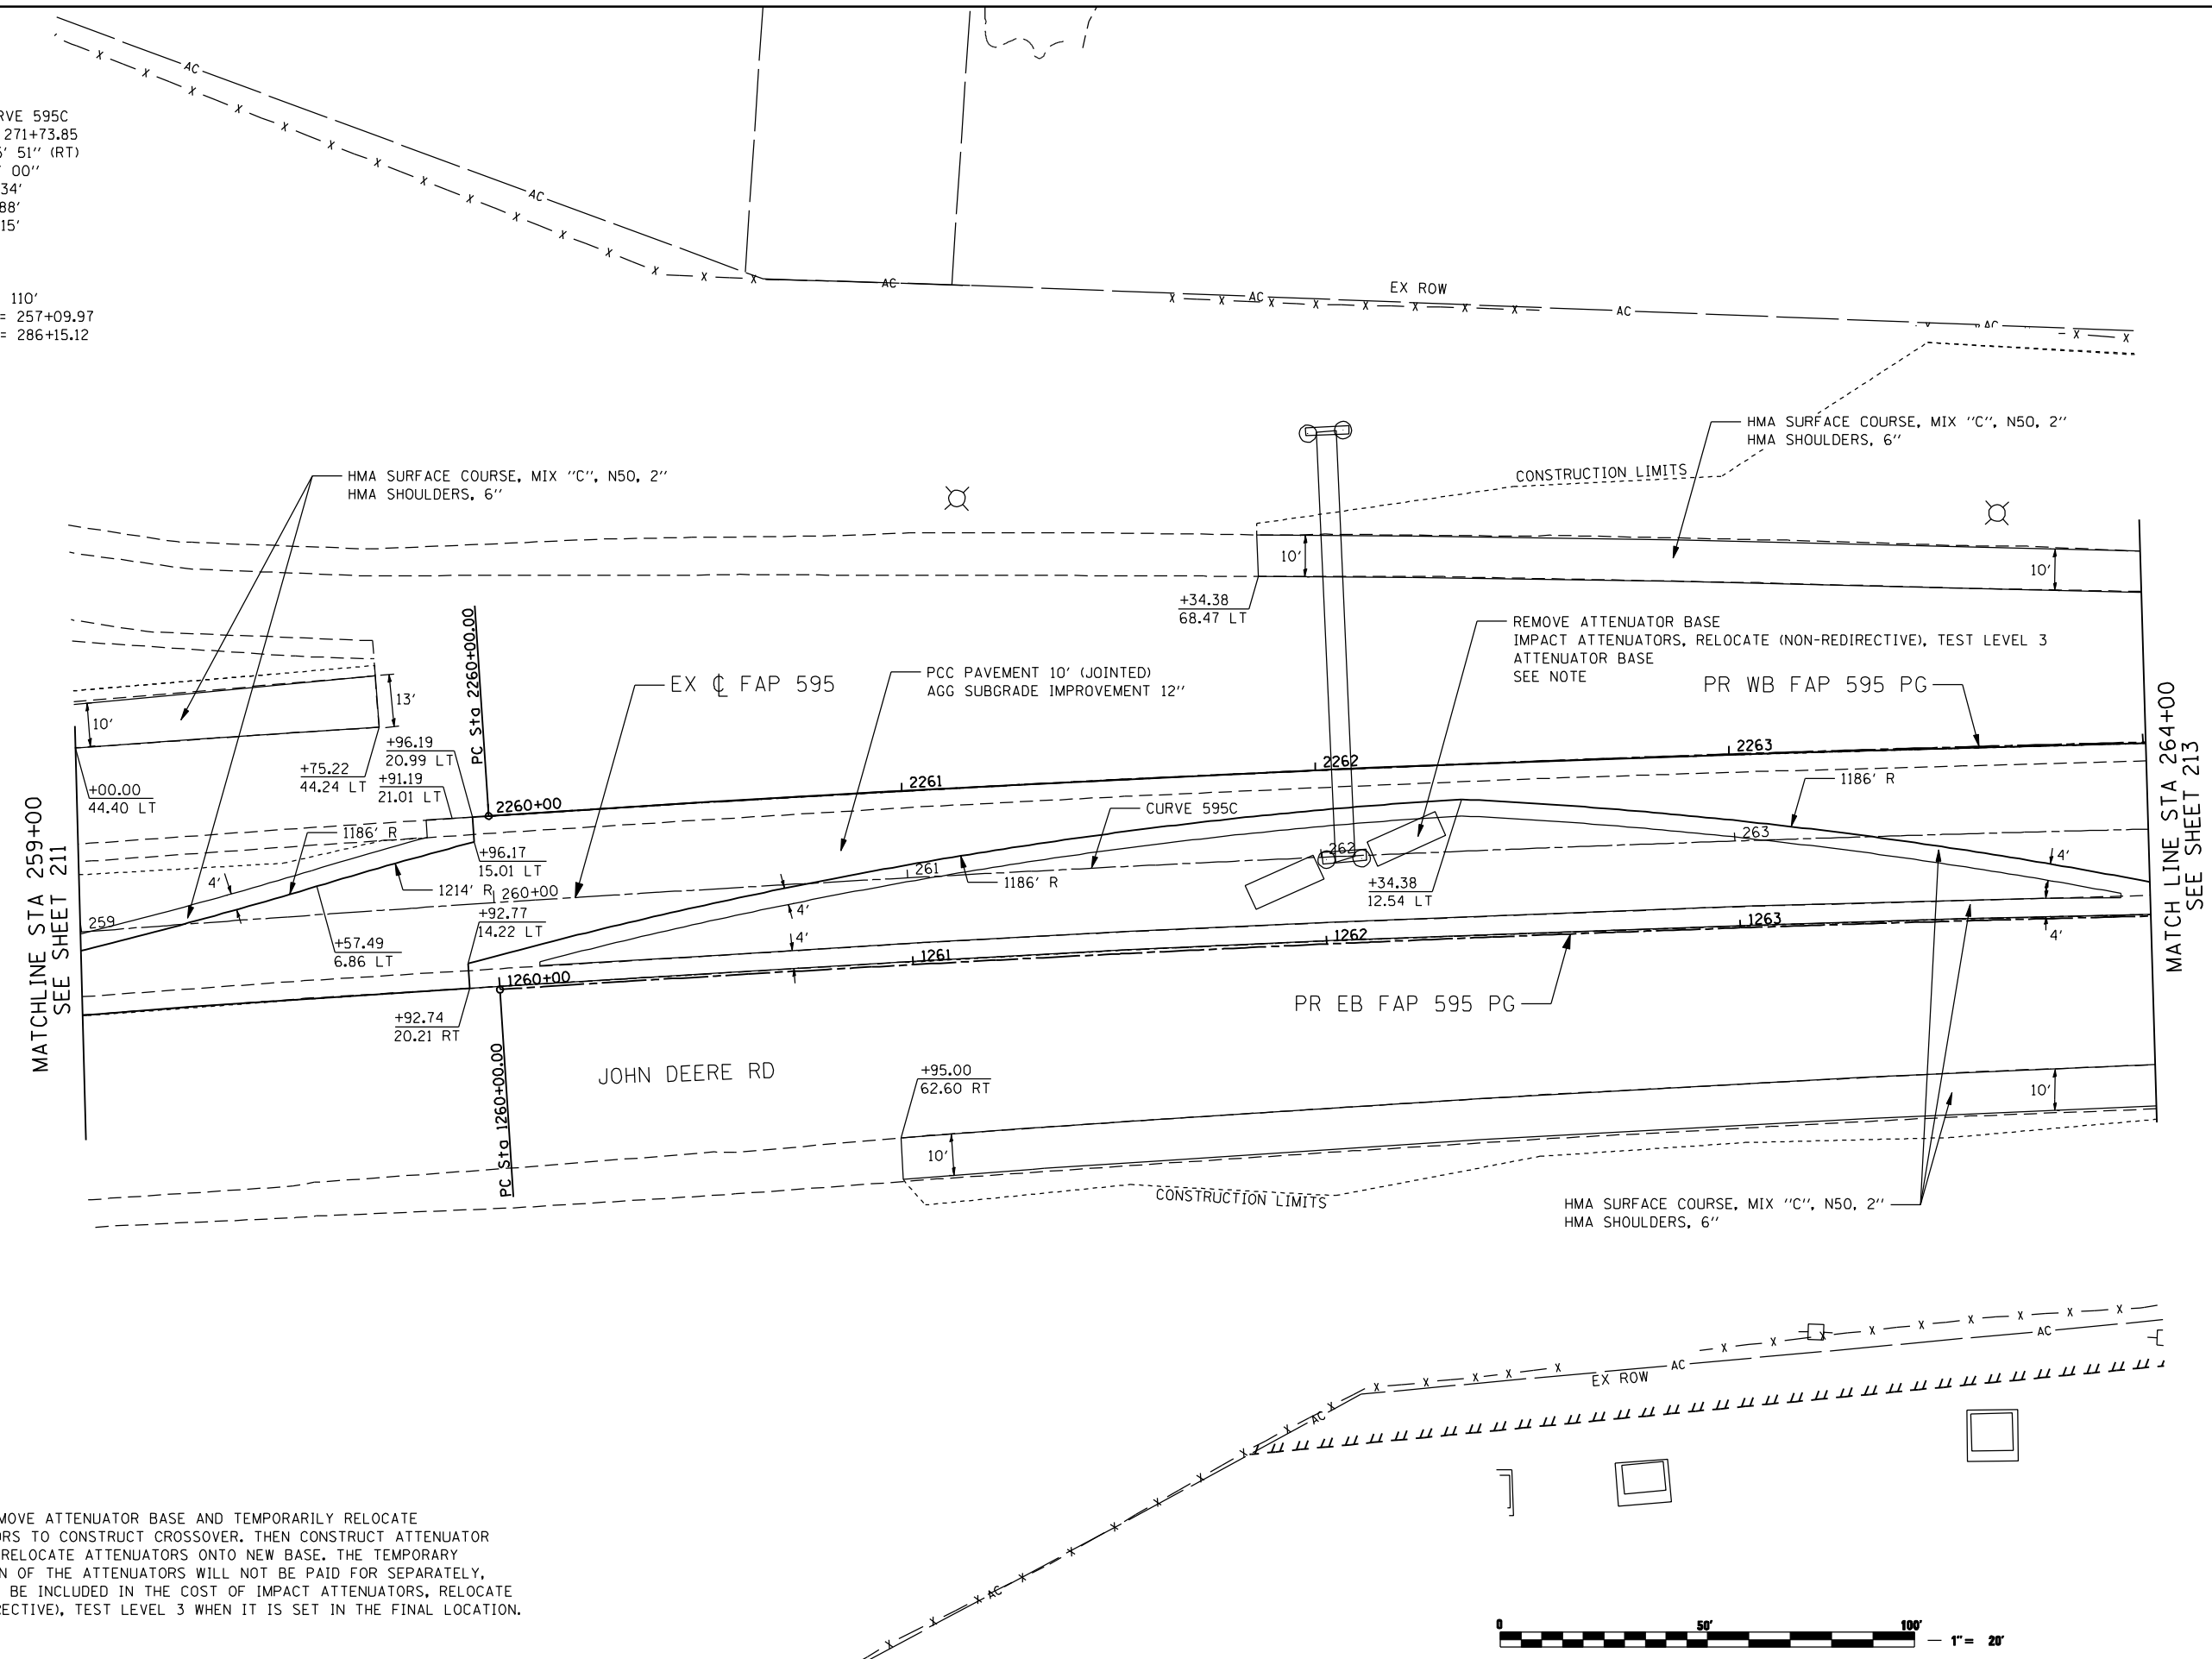 RVE 595C
271+73.85
51'' (RT)
00''
34'
88'
15'
110'
= 257+09.97
= 286+15.12
AC
AC
AC
AC
EX ROW
AC
AC
HMA SURFACE COURSE, MIX "C", N50, 2''
HMA SHOULDERS, 6''
CONSTRUCTION LIMITS
HMA SURFACE COURSE, MIX "C", N50, 2''
HMA SHOULDERS, 6''
10'
10'
+34.38
68.47 LT
REMOVE ATTENUATOR BASE
IMPACT ATTENUATORS, RELOCATE (NON-REDIRECTIVE), TEST LEVEL 3
ATTENUATOR BASE
SEE NOTE
PC Sta 2260+00.00
EX ℄ FAP 595
PCC PAVEMENT 10' (JOINTED)
AGG SUBGRADE IMPROVEMENT 12''
PR WB FAP 595 PG
13'
10'
+96.19
20.99 LT
+75.22
44.24 LT
+91.19
21.01 LT
+00.00
44.40 LT
2260+00
2261
2262
2263
1186' R
CURVE 595C
1186' R
+96.17
15.01 LT
4'
1214' R
259
260+00
261
262
263
1186' R
+34.38
12.54 LT
4'
+92.77
14.22 LT
4'
4'
4'
+57.49
6.86 LT
1260+00
1261
1262
1263
+92.74
20.21 RT
PR EB FAP 595 PG
MATCHLINE STA 259+00
SEE SHEET 211
MATCH LINE STA 264+00
SEE SHEET 213
PC Sta 1260+00.00
JOHN DEERE RD
+95.00
62.60 RT
10'
10'
CONSTRUCTION LIMITS
HMA SURFACE COURSE, MIX "C", N50, 2''
HMA SHOULDERS, 6''
AC
AC
EX ROW
AC
AC
MOVE ATTENUATOR BASE AND TEMPORARILY RELOCATE
ORS TO CONSTRUCT CROSSOVER. THEN CONSTRUCT ATTENUATOR
RELOCATE ATTENUATORS ONTO NEW BASE. THE TEMPORARY
N OF THE ATTENUATORS WILL NOT BE PAID FOR SEPARATELY,
BE INCLUDED IN THE COST OF IMPACT ATTENUATORS, RELOCATE
RECTIVE), TEST LEVEL 3 WHEN IT IS SET IN THE FINAL LOCATION.
0 50' 100'
1" = 20'